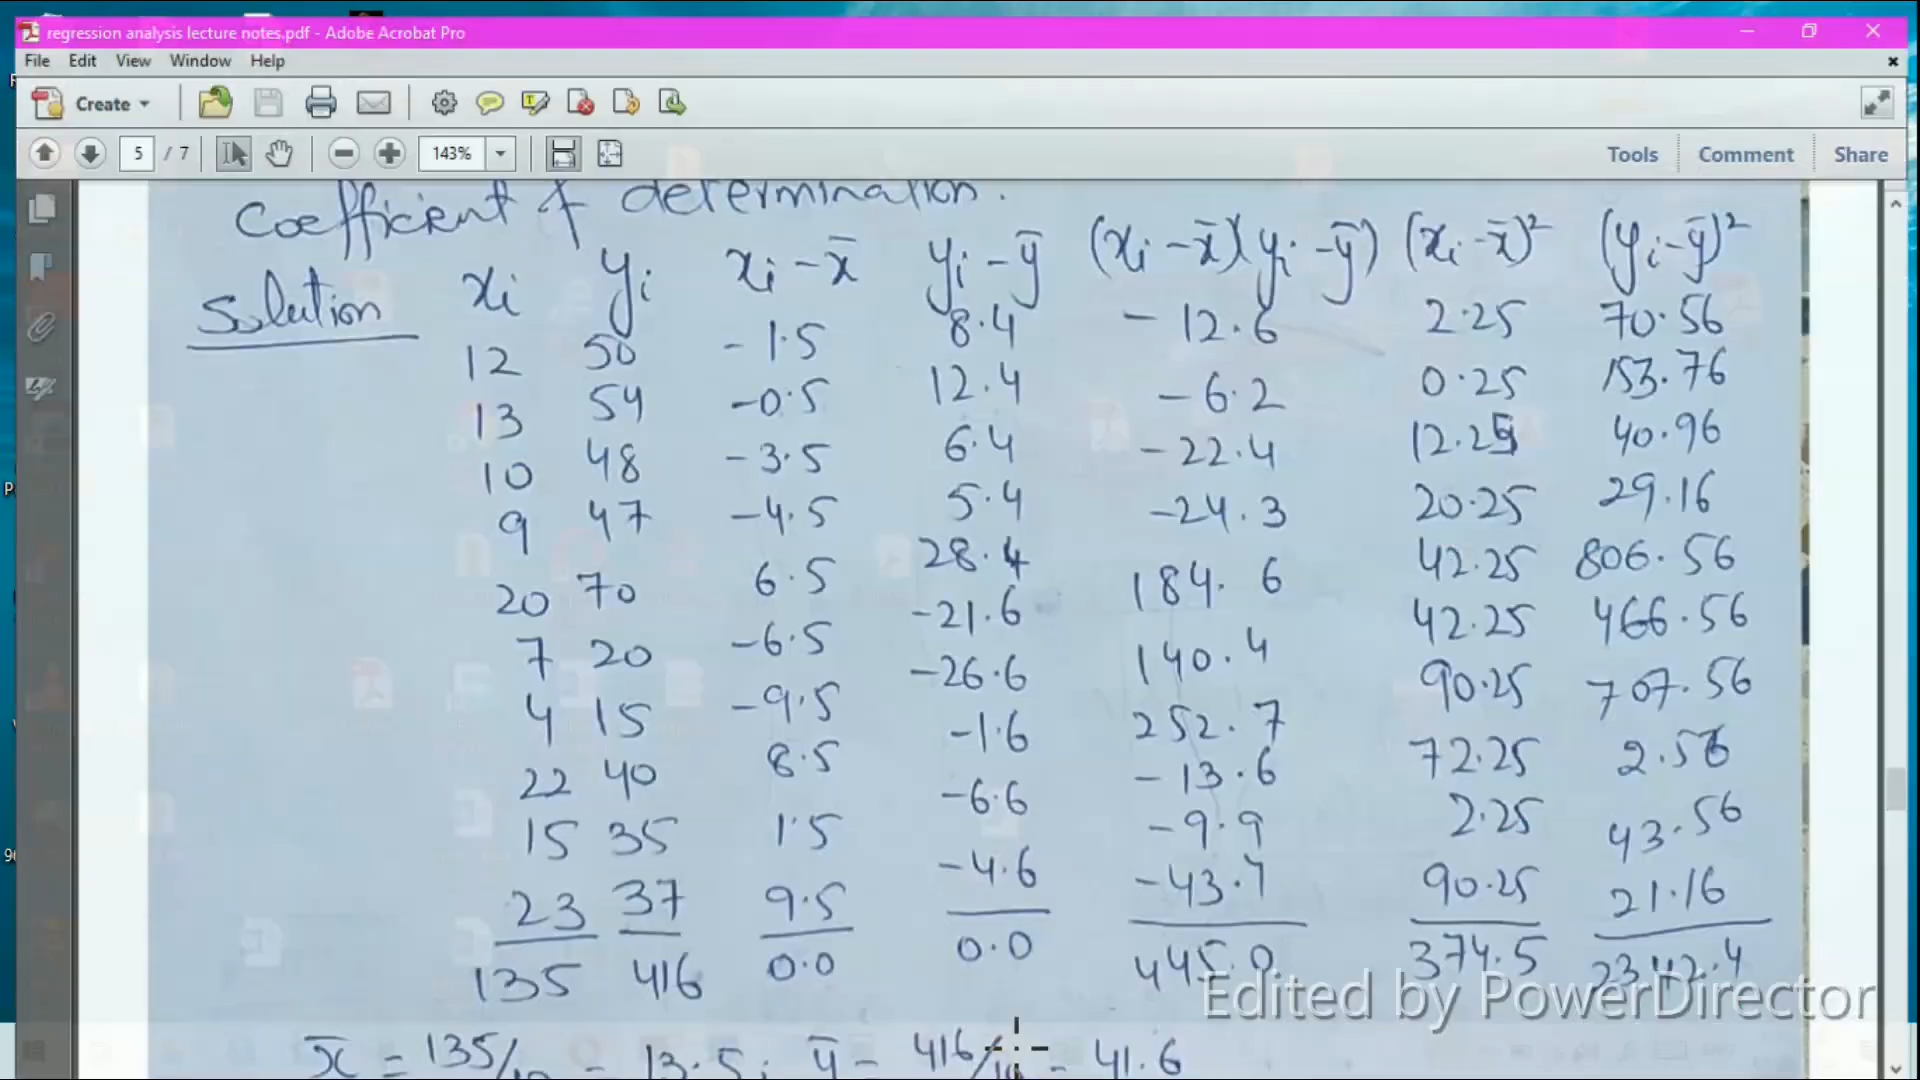 regression analysis lecture notes.pdf - Adobe Acrobat Pro
File Edit View Window Help
Create
5 / 7 143% Tools Comment Share
Coefficient of determination.
Solution xi yi xi - x̄ yi - ȳ (xi - x̄)(yi - ȳ) (xi - x̄)² (yi - ȳ)²
12 50 -1.5 8.4 -12.6 2.25 70.56
13 54 -0.5 12.4 -6.2 0.25 153.76
10 48 -3.5 6.4 -22.4 12.25 40.96
9 47 -4.5 5.4 -24.3 20.25 29.16
20 70 6.5 28.4 184.6 42.25 806.56
7 20 -6.5 -21.6 140.4 42.25 466.56
4 15 -9.5 -26.6 252.7 90.25 707.56
22 40 8.5 -1.6 -13.6 72.25 2.56
15 35 1.5 -6.6 -9.9 2.25 43.56
23 37 9.5 -4.6 -43.7 90.25 21.16
135 416 0.0 0.0 445.0 374.5 2342.4
Edited by PowerDirector
x̄ = 135/10 = 13.5; ȳ = 416/10 = 41.6